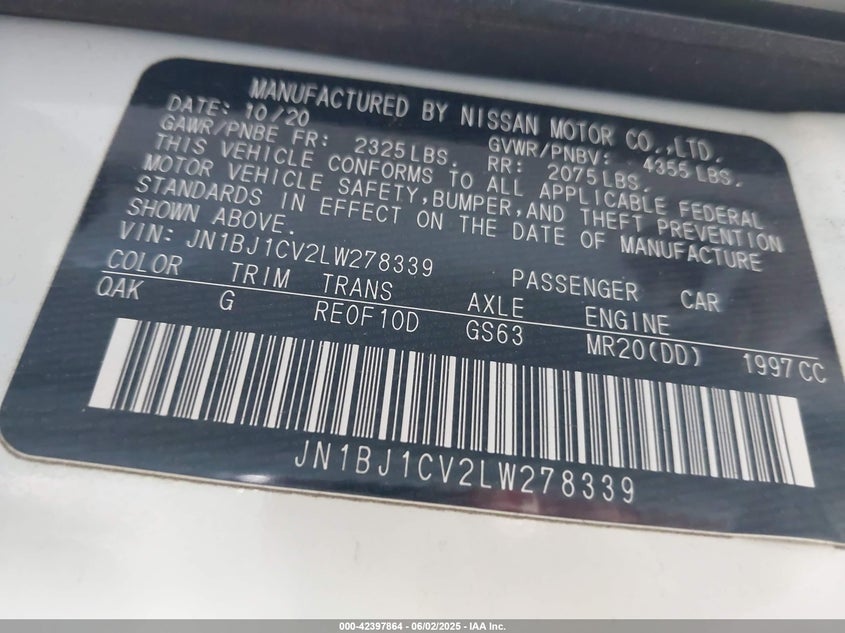 MANUFACTURED BY NISSAN MOTOR CO.,LTD.
DATE: 10/20 GVWR/PNBV: 4355 LBS.
GAWR/PNBE FR: 2325 LBS. RR: 2075 LBS.
THIS VEHICLE CONFORMS TO ALL APPLICABLE FEDERAL
MOTOR VEHICLE SAFETY,BUMPER,AND THEFT PREVENTION
STANDARDS IN EFFECT ON THE DATE OF MANUFACTURE
SHOWN ABOVE.
VIN: JN1BJ1CV2LW278339 PASSENGER CAR
COLOR TRIM TRANS AXLE ENGINE
QAK G RE0F10D GS63 MR20(DD) 1997 CC
JN1BJ1CV2LW278339
000-42397864 / 06/02/2025 - IAA Inc.